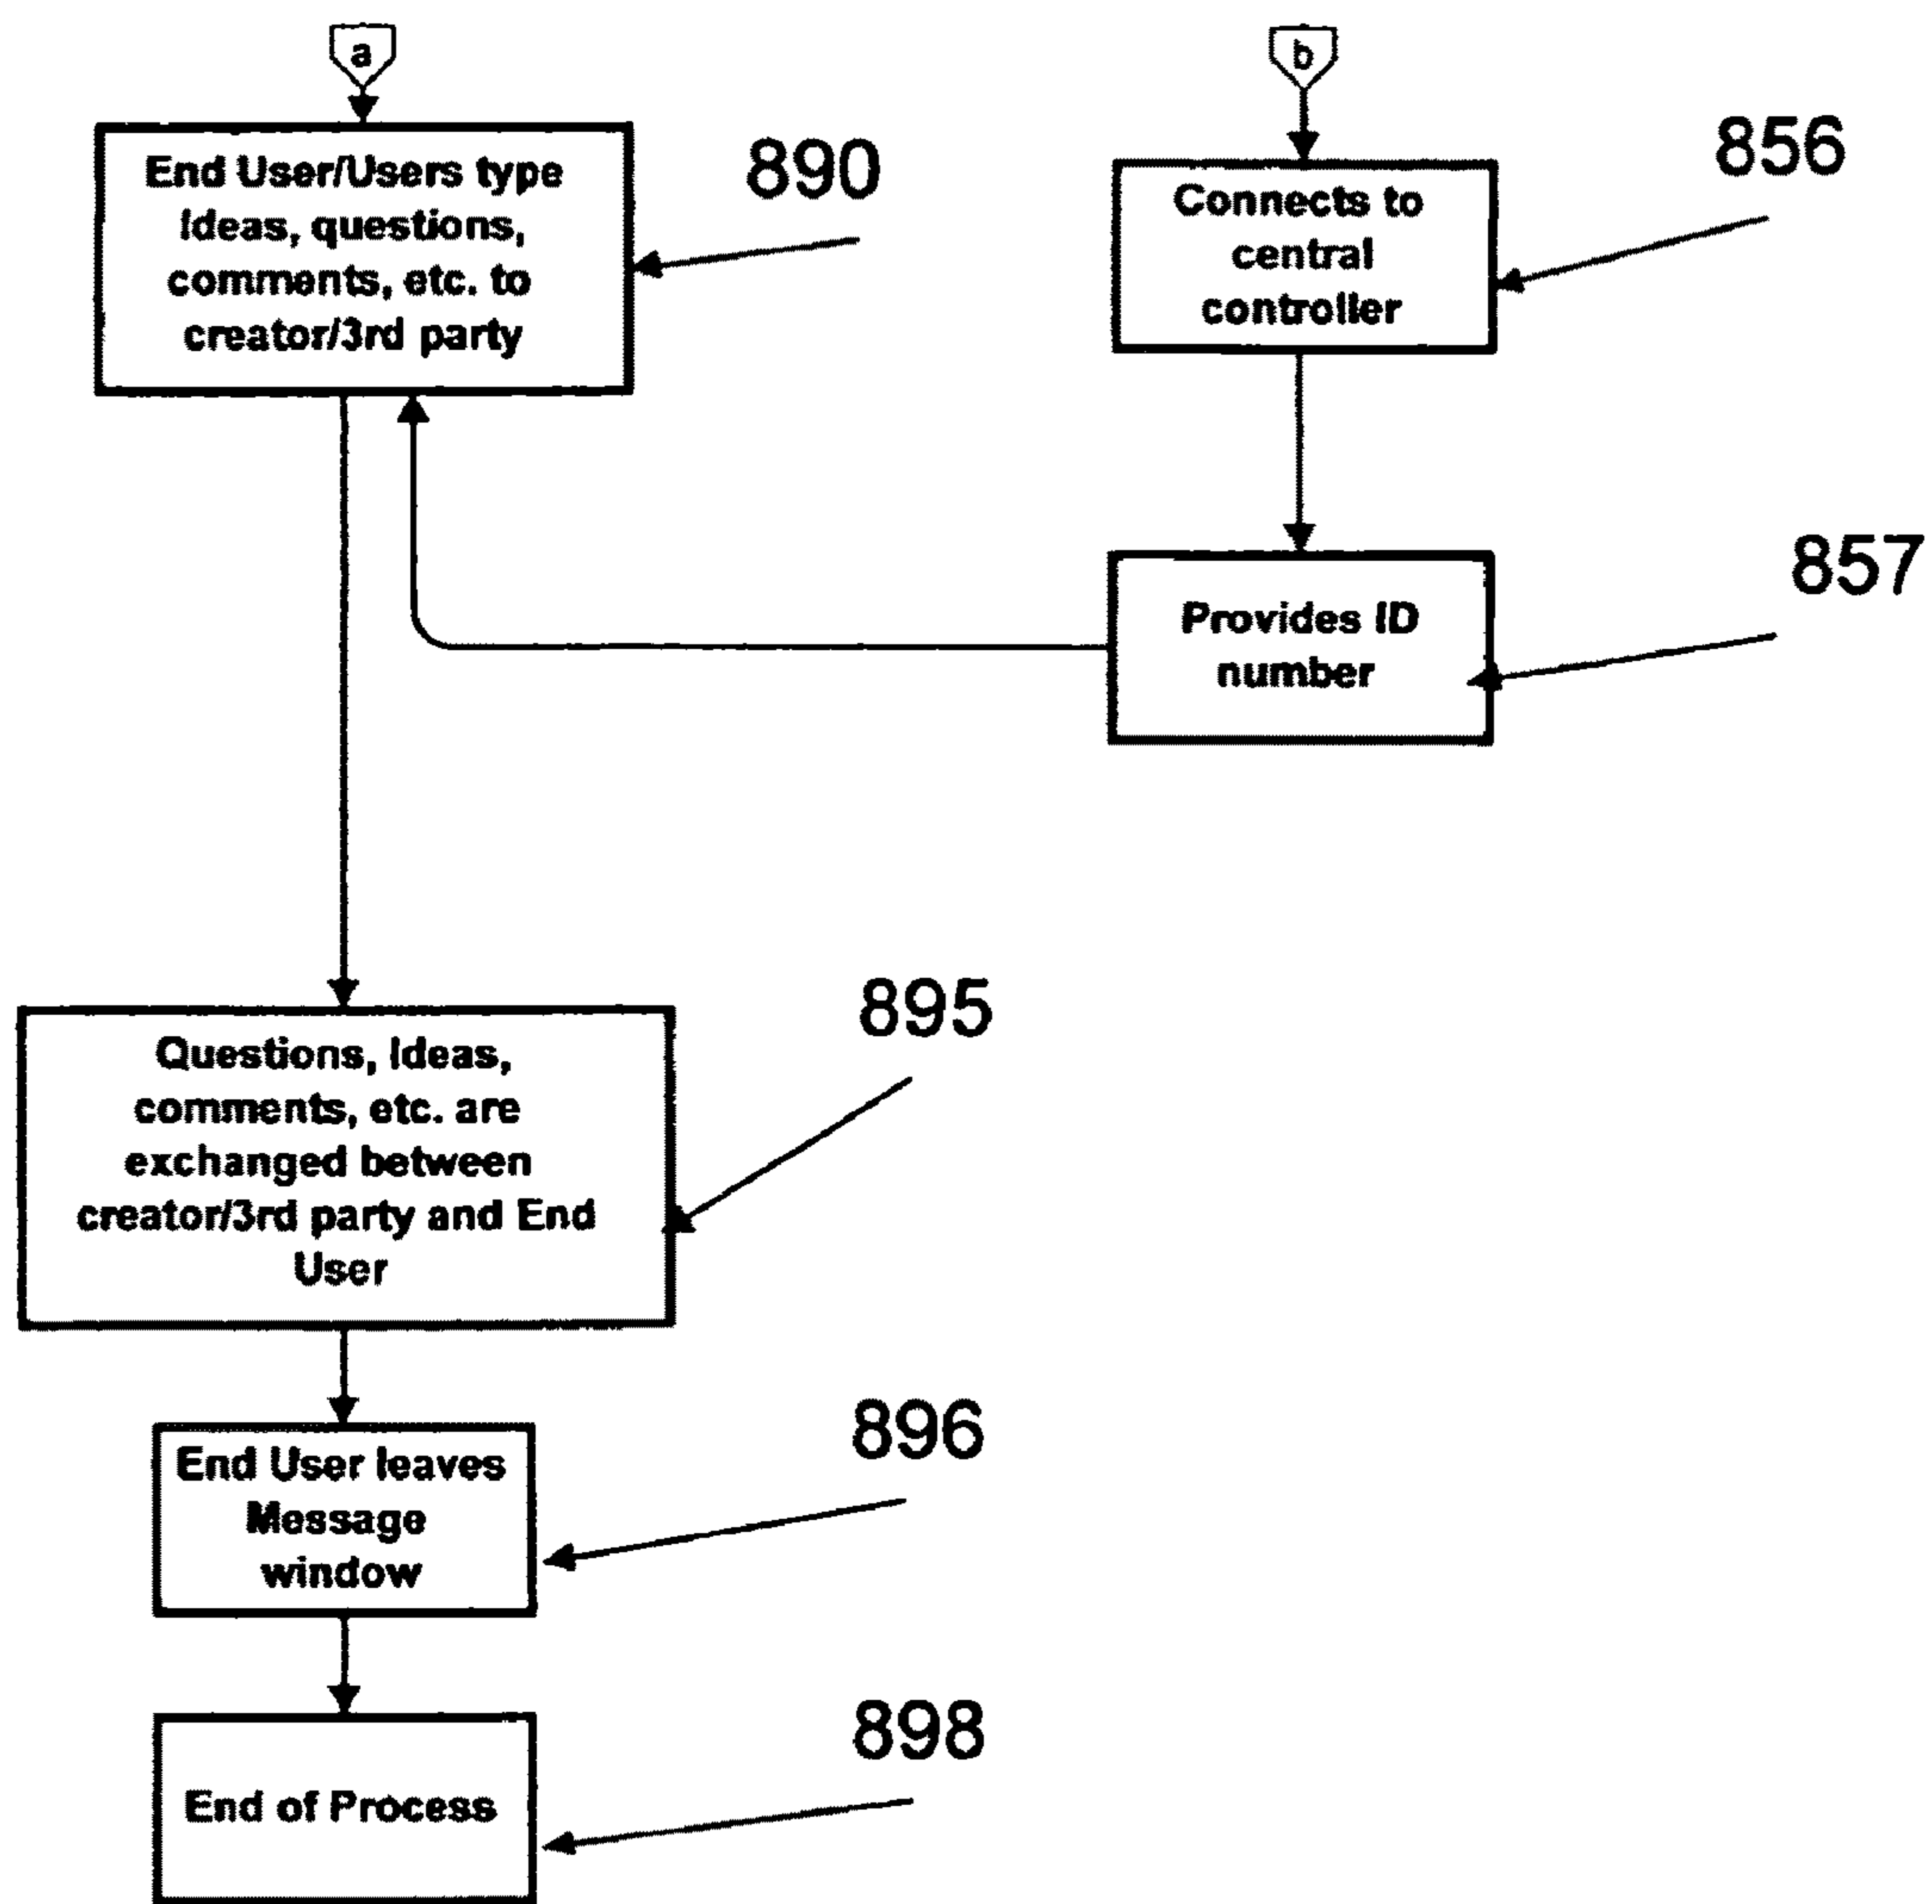 a
End User/Users type
Ideas, questions,
comments, etc. to
creator/3rd party
890
b
Connects to
central
controller
856
Provides ID
number
857
Questions, Ideas,
comments, etc. are
exchanged between
creator/3rd party and End
User
895
End User leaves
Message
window
896
End of Process
898